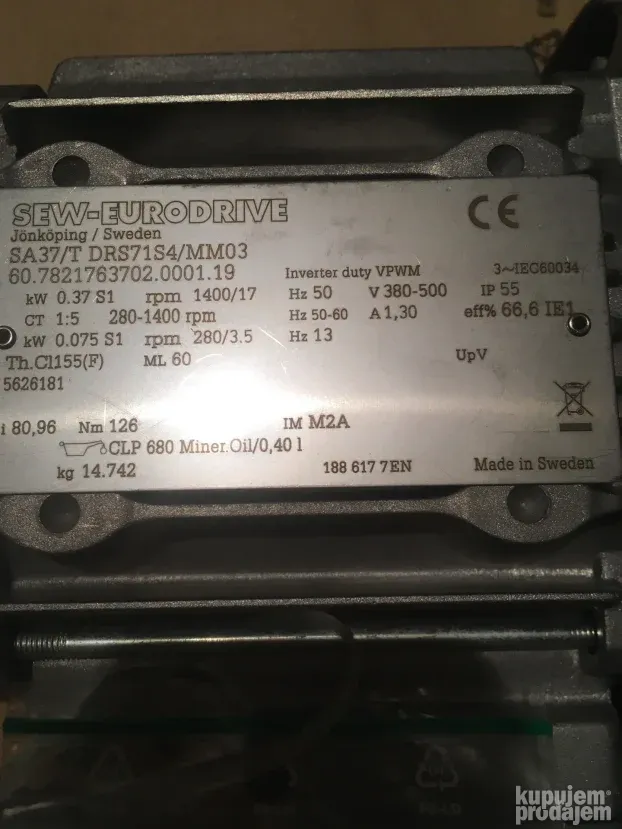 SEW-EURODRIVE
Jönköping / Sweden
SA37/T DRS71S4/MM03
60.7821763702.0001.19 Inverter duty VPWM 3~IEC60034
kW 0.37 S1 rpm 1400/17 Hz 50 V 380-500 IP 55
CT 1:5 280-1400 rpm Hz 50-60 A 1,30 eff% 66,6 IE1
kW 0.075 S1 rpm 280/3.5 Hz 13
Th.Cl155(F) ML 60 UpV
5626181
i 80,96 Nm 126 IM M2A
CLP 680 Miner.Oil/0,40 l
kg 14.742 188 617 7EN Made in Sweden
kupujem
prodajem